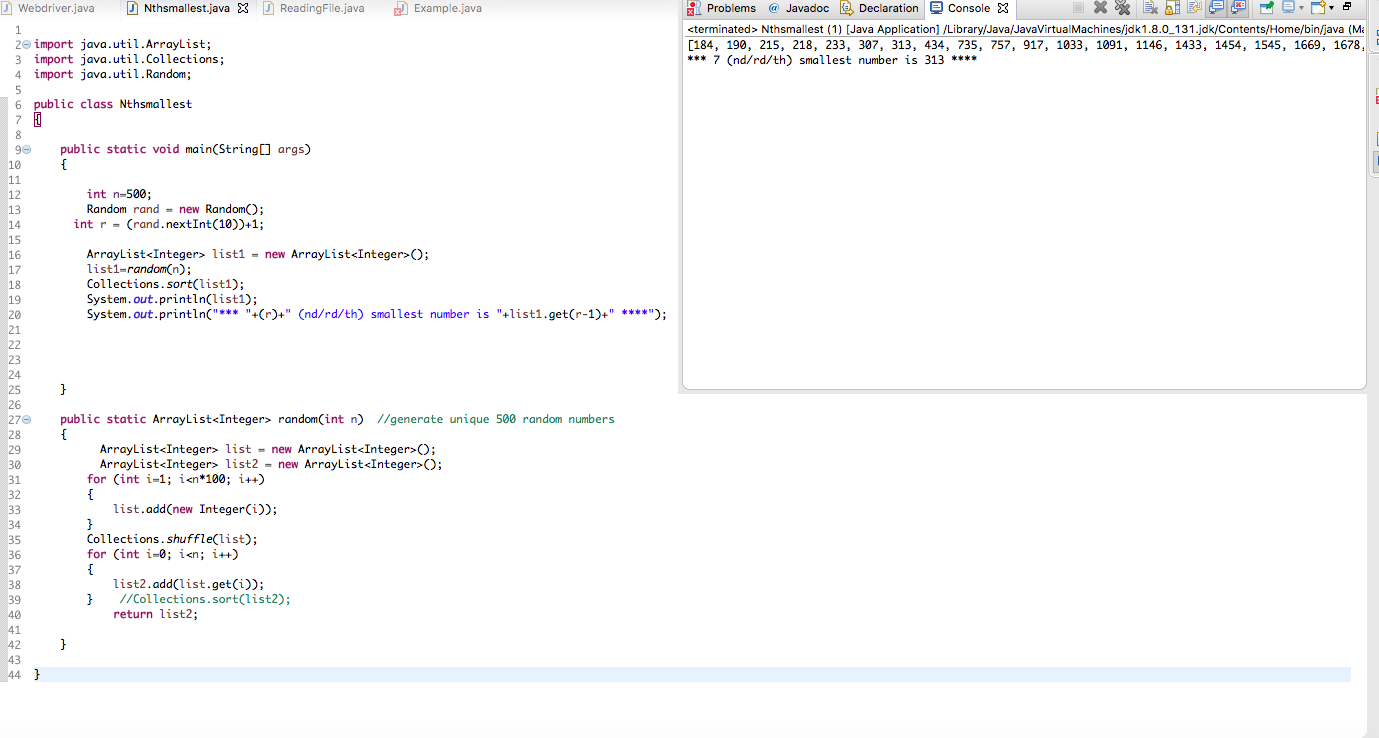 Webdriver.java Nthsmallest.java ReadingFile.java Example.java
1
2 import java.util.ArrayList;
3 import java.util.Collections;
4 import java.util.Random;
5
6 public class Nthsmallest
7 {
8
9 public static void main(String[] args)
10 {
11
12 int n=500;
13 Random rand = new Random();
14 int r = (rand.nextInt(10))+1;
15
16 ArrayList<Integer> list1 = new ArrayList<Integer>();
17 list1=random(n);
18 Collections.sort(list1);
19 System.out.println(list1);
20 System.out.println("*** "+(r)+" (nd/rd/th) smallest number is "+list1.get(r-1)+" ****");
21
22
23
24
25 }
26
27 public static ArrayList<Integer> random(int n) //generate unique 500 random numbers
28 {
29 ArrayList<Integer> list = new ArrayList<Integer>();
30 ArrayList<Integer> list2 = new ArrayList<Integer>();
31 for (int i=1; i<n*100; i++)
32 {
33 list.add(new Integer(i));
34 }
35 Collections.shuffle(list);
36 for (int i=0; i<n; i++)
37 {
38 list2.add(list.get(i));
39 } //Collections.sort(list2);
40 return list2;
41
42 }
43
44 }
Problems @ Javadoc Declaration Console
<terminated> Nthsmallest (1) [Java Application] /Library/Java/JavaVirtualMachines/jdk1.8.0_131.jdk/Contents/Home/bin/java (Ma
[184, 190, 215, 218, 233, 307, 313, 434, 735, 757, 917, 1033, 1091, 1146, 1433, 1454, 1545, 1669, 1678,
*** 7 (nd/rd/th) smallest number is 313 ****